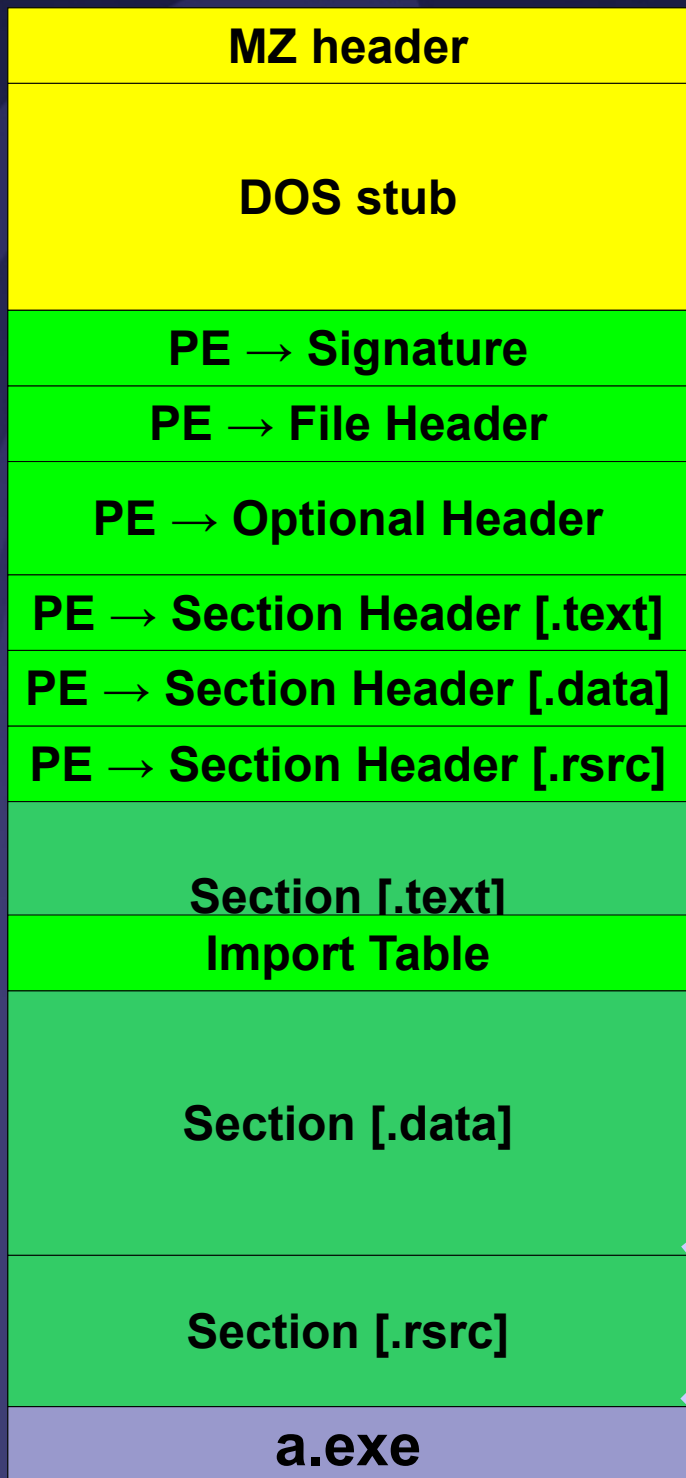 MZ header
DOS stub
PE → Signature
PE → File Header
PE → Optional Header
PE → Section Header [.text]
PE → Section Header [.data]
PE → Section Header [.rsrc]
Section [.text]
Import Table
Section [.data]
Section [.rsrc]
a.exe